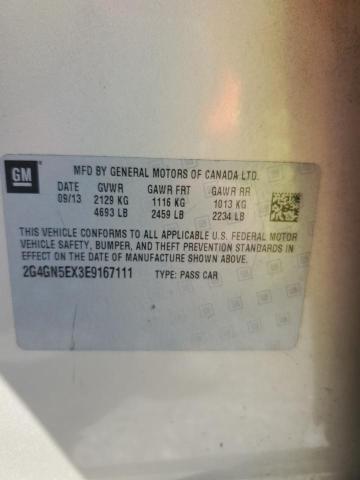 GM
MFD BY GENERAL MOTORS OF CANADA LTD.
DATE GVWR GAWR FRT GAWR RR
09/13 2129 KG 1116 KG 1013 KG
4693 LB 2459 LB 2234 LB
THIS VEHICLE CONFORMS TO ALL APPLICABLE U.S. FEDERAL MOTOR
VEHICLE SAFETY, BUMPER, AND THEFT PREVENTION STANDARDS IN
EFFECT ON THE DATE OF MANUFACTURE SHOWN ABOVE.
2G4GN5EX3E9167111 TYPE: PASS CAR